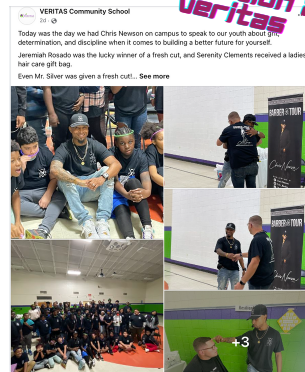 veritas
VERITAS Community School
2d
Today was the day we had Chris Newson on campus to speak to our youth about grit,
determination, and discipline when it comes to building a better future for yourself.
Jeremiah Rosado was the lucky winner of a fresh cut, and Serenity Clements received a ladies
hair care gift bag.
Even Mr. Silver was given a fresh cut!... See more
BARBER TOUR
BARBER TOUR
+3